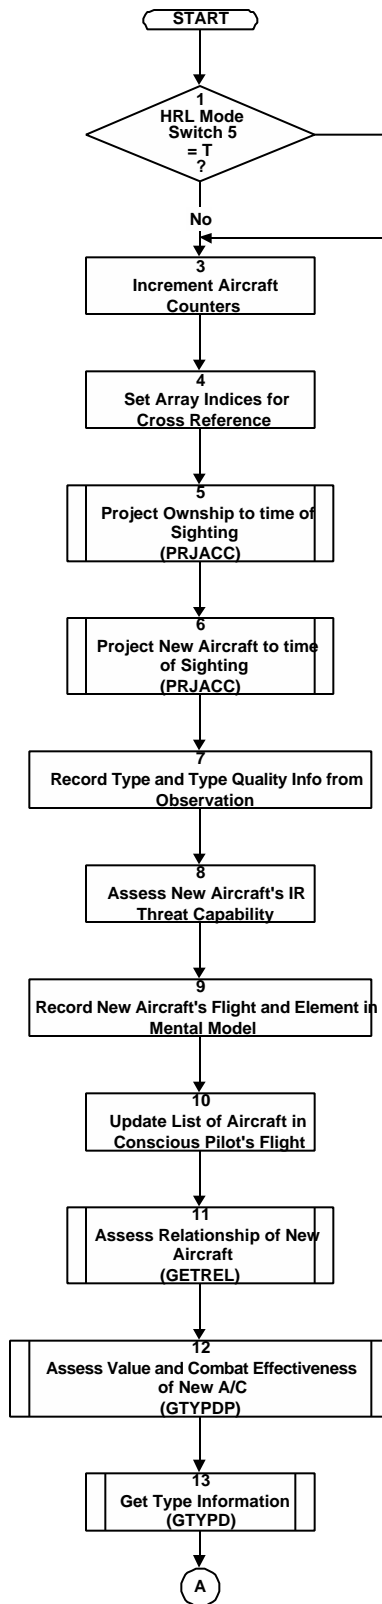 START
1
HRL Mode
Switch 5
= T
?
No
3
Increment Aircraft
Counters
4
Set Array Indices for
Cross Reference
5
Project Ownship to time of
Sighting
(PRJACC)
6
Project New Aircraft to time
of Sighting
(PRJACC)
7
Record Type and Type Quality Info from
Observation
8
Assess New Aircraft's IR
Threat Capability
9
Record New Aircraft's Flight and Element in
Mental Model
10
Update List of Aircraft in
Conscious Pilot's Flight
11
Assess Relationship of New
Aircraft
(GETREL)
12
Assess Value and Combat Effectiveness
of New A/C
(GTYPDP)
13
Get Type Information
(GTYPD)
A